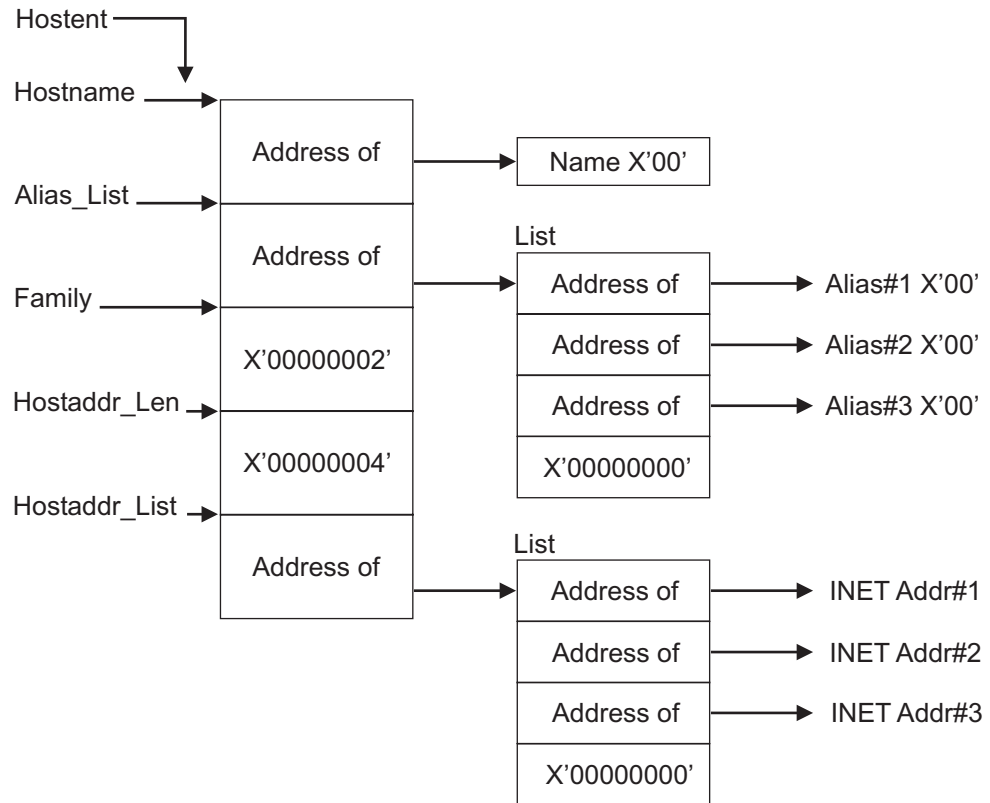 Hostent
Hostname
Address of
Name X'00'
Alias_List
Address of
List
Address of
Alias#1 X'00'
Family
Address of
Alias#2 X'00'
X'00000002'
Address of
Alias#3 X'00'
Hostaddr_Len
X'00000004'
X'00000000'
Hostaddr_List
List
Address of
Address of
INET Addr#1
Address of
INET Addr#2
Address of
INET Addr#3
X'00000000'